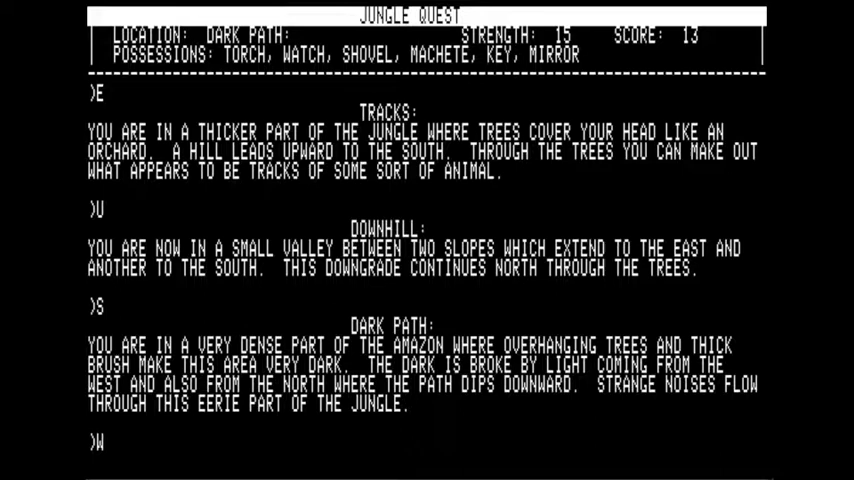 JUNGLE QUEST
LOCATION: DARK PATH: STRENGTH: 15 SCORE: 13
POSSESSIONS: TORCH, WATCH, SHOVEL, MACHETE, KEY, MIRROR
)E
TRACKS:
YOU ARE IN A THICKER PART OF THE JUNGLE WHERE TREES COVER YOUR HEAD LIKE AN
ORCHARD. A HILL LEADS UPWARD TO THE SOUTH. THROUGH THE TREES YOU CAN MAKE OUT
WHAT APPEARS TO BE TRACKS OF SOME SORT OF ANIMAL.
)U
DOWNHILL:
YOU ARE NOW IN A SMALL VALLEY BETWEEN TWO SLOPES WHICH EXTEND TO THE EAST AND
ANOTHER TO THE SOUTH. THIS DOWNGRADE CONTINUES NORTH THROUGH THE TREES.
)S
DARK PATH:
YOU ARE IN A VERY DENSE PART OF THE AMAZON WHERE OVERHANGING TREES AND THICK
BRUSH MAKE THIS AREA VERY DARK. THE DARK IS BROKE BY LIGHT COMING FROM THE
WEST AND ALSO FROM THE NORTH WHERE THE PATH DIPS DOWNWARD. STRANGE NOISES FLOW
THROUGH THIS EERIE PART OF THE JUNGLE.
)W